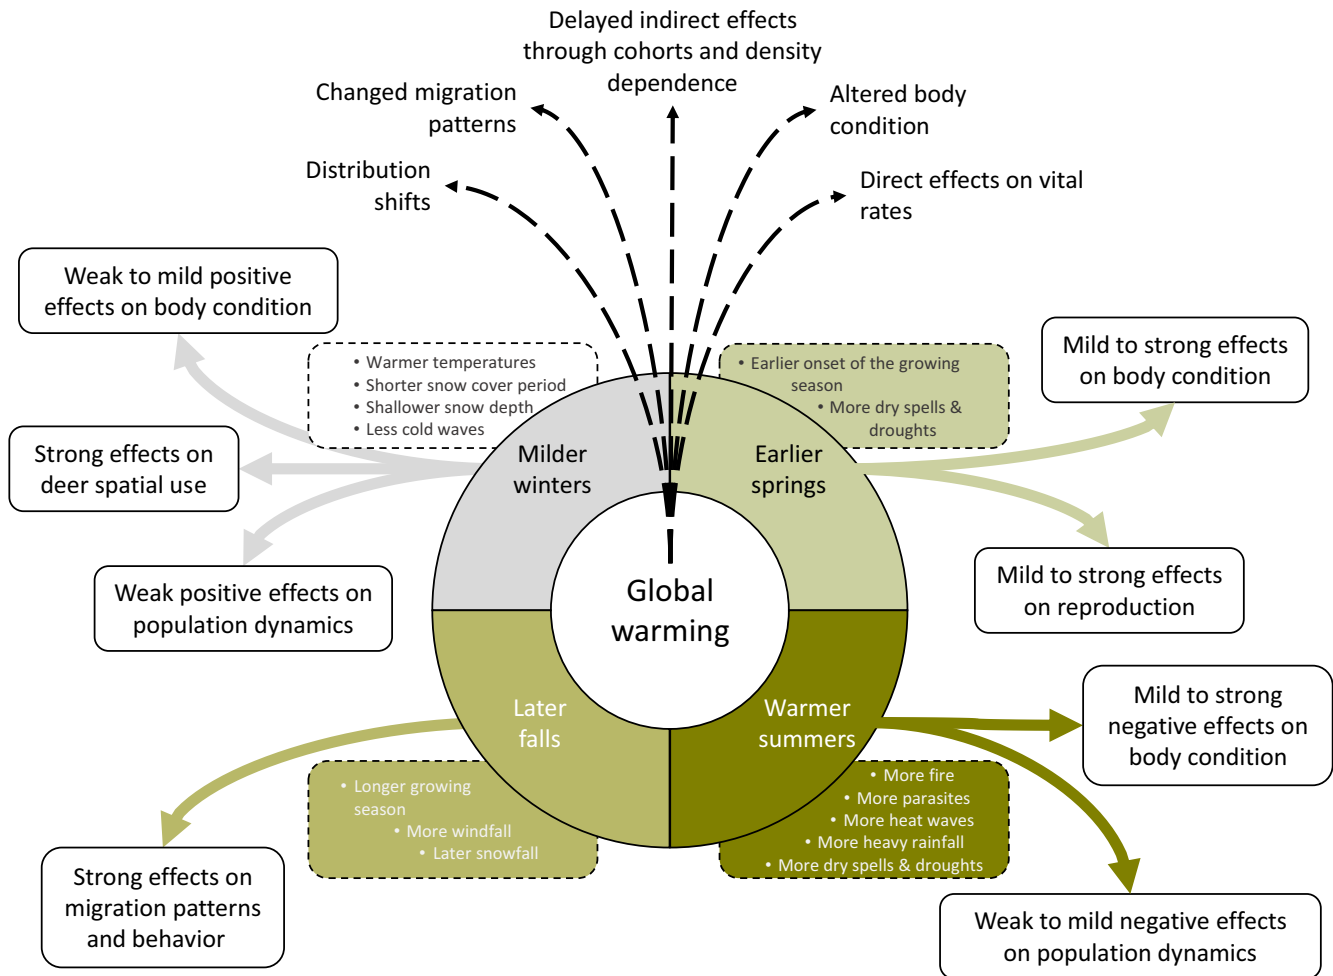 Delayed indirect effects
through cohorts and density
dependence
Changed migration
patterns
Altered body
condition
Distribution
shifts
Direct effects on vital
rates
Weak to mild positive
effects on body condition
• Warmer temperatures
• Shorter snow cover period
• Shallower snow depth
• Less cold waves
• Earlier onset of the growing
season
• More dry spells &
droughts
Mild to strong effects
on body condition
Strong effects on
deer spatial use
Milder
winters
Earlier
springs
Weak positive effects on
population dynamics
Mild to strong effects
on reproduction
Global
warming
Later
falls
Warmer
summers
Mild to strong
negative effects on
body condition
• Longer growing
season
• More windfall
• Later snowfall
• More fire
• More parasites
• More heat waves
• More heavy rainfall
• More dry spells & droughts
Strong effects on
migration patterns
and behavior
Weak to mild negative effects
on population dynamics